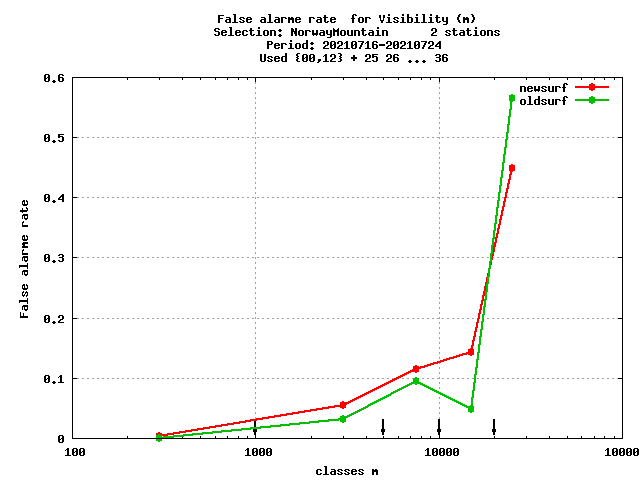 False alarme rate  for Visibility (m)
Selection: NorwayMountain      2 stations
Period: 20210716-20210724
Used {00,12} + 25 26 ... 36
newsurf
oldsurf
0.6
0.5
0.4
0.3
0.2
0.1
0
False alarme rate
100
1000
10000
10000
classes m